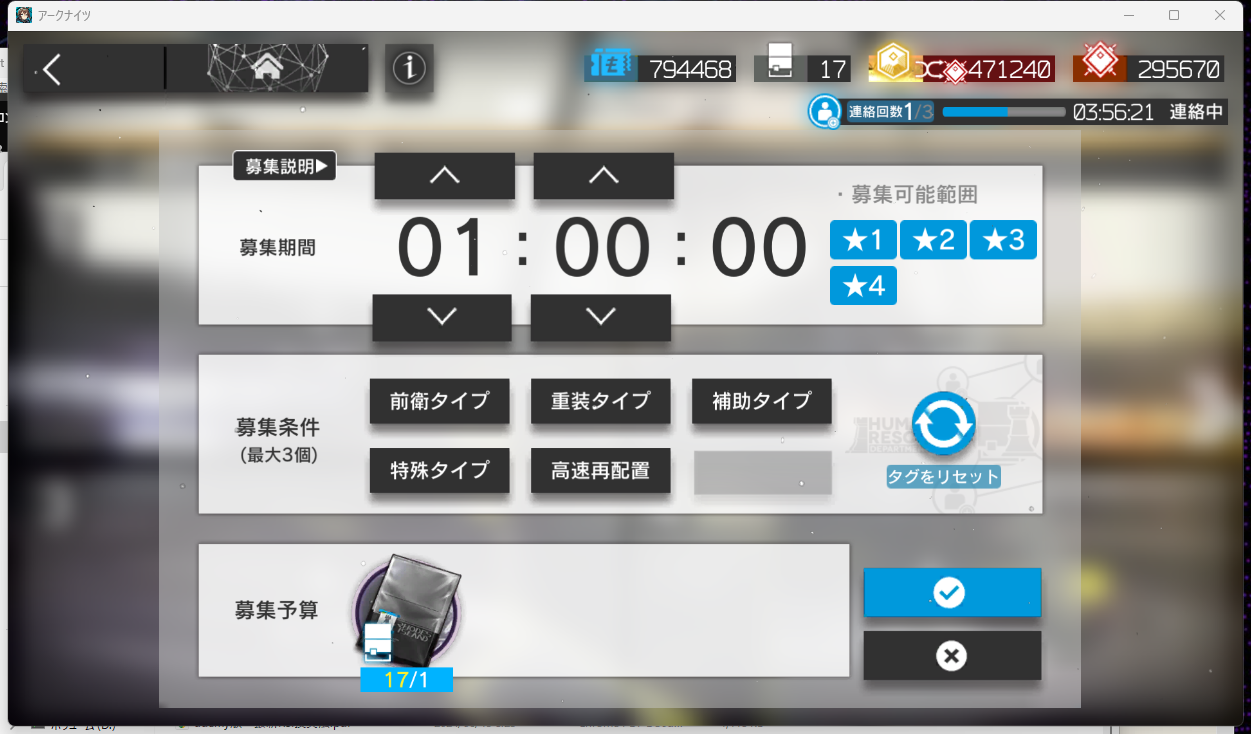 アークナイツ
794468
17
471240
295670
連絡回数1/3
03:56:21 連絡中
募集説明▶
募集期間
01:00:00
・募集可能範囲
★1 ★2 ★3
★4
募集条件
(最大3個)
前衛タイプ 重装タイプ 補助タイプ
特殊タイプ 高速再配置
HUMAN
RESOURCES
DEPARTMENT
タグをリセット
募集予算
17/1